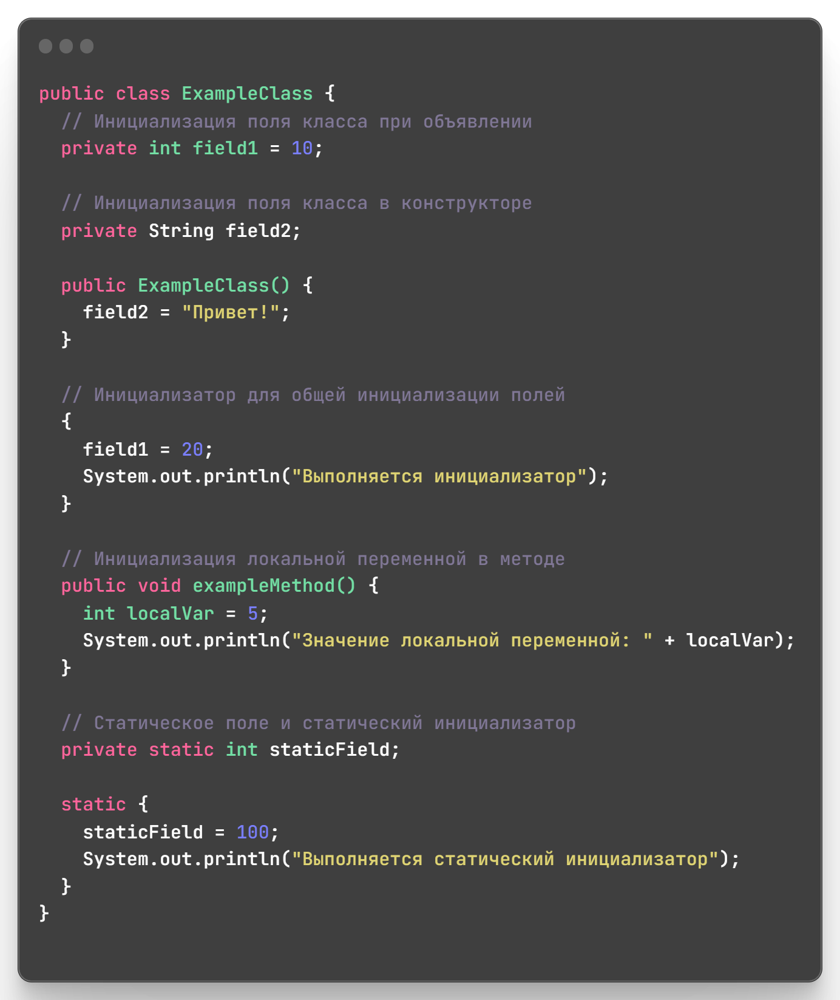 public class ExampleClass {
  // Инициализация поля класса при объявлении
  private int field1 = 10;

  // Инициализация поля класса в конструкторе
  private String field2;

  public ExampleClass() {
    field2 = "Привет!";
  }

  // Инициализатор для общей инициализации полей
  {
    field1 = 20;
    System.out.println("Выполняется инициализатор");
  }

  // Инициализация локальной переменной в методе
  public void exampleMethod() {
    int localVar = 5;
    System.out.println("Значение локальной переменной: " + localVar);
  }

  // Статическое поле и статический инициализатор
  private static int staticField;

  static {
    staticField = 100;
    System.out.println("Выполняется статический инициализатор");
  }
}